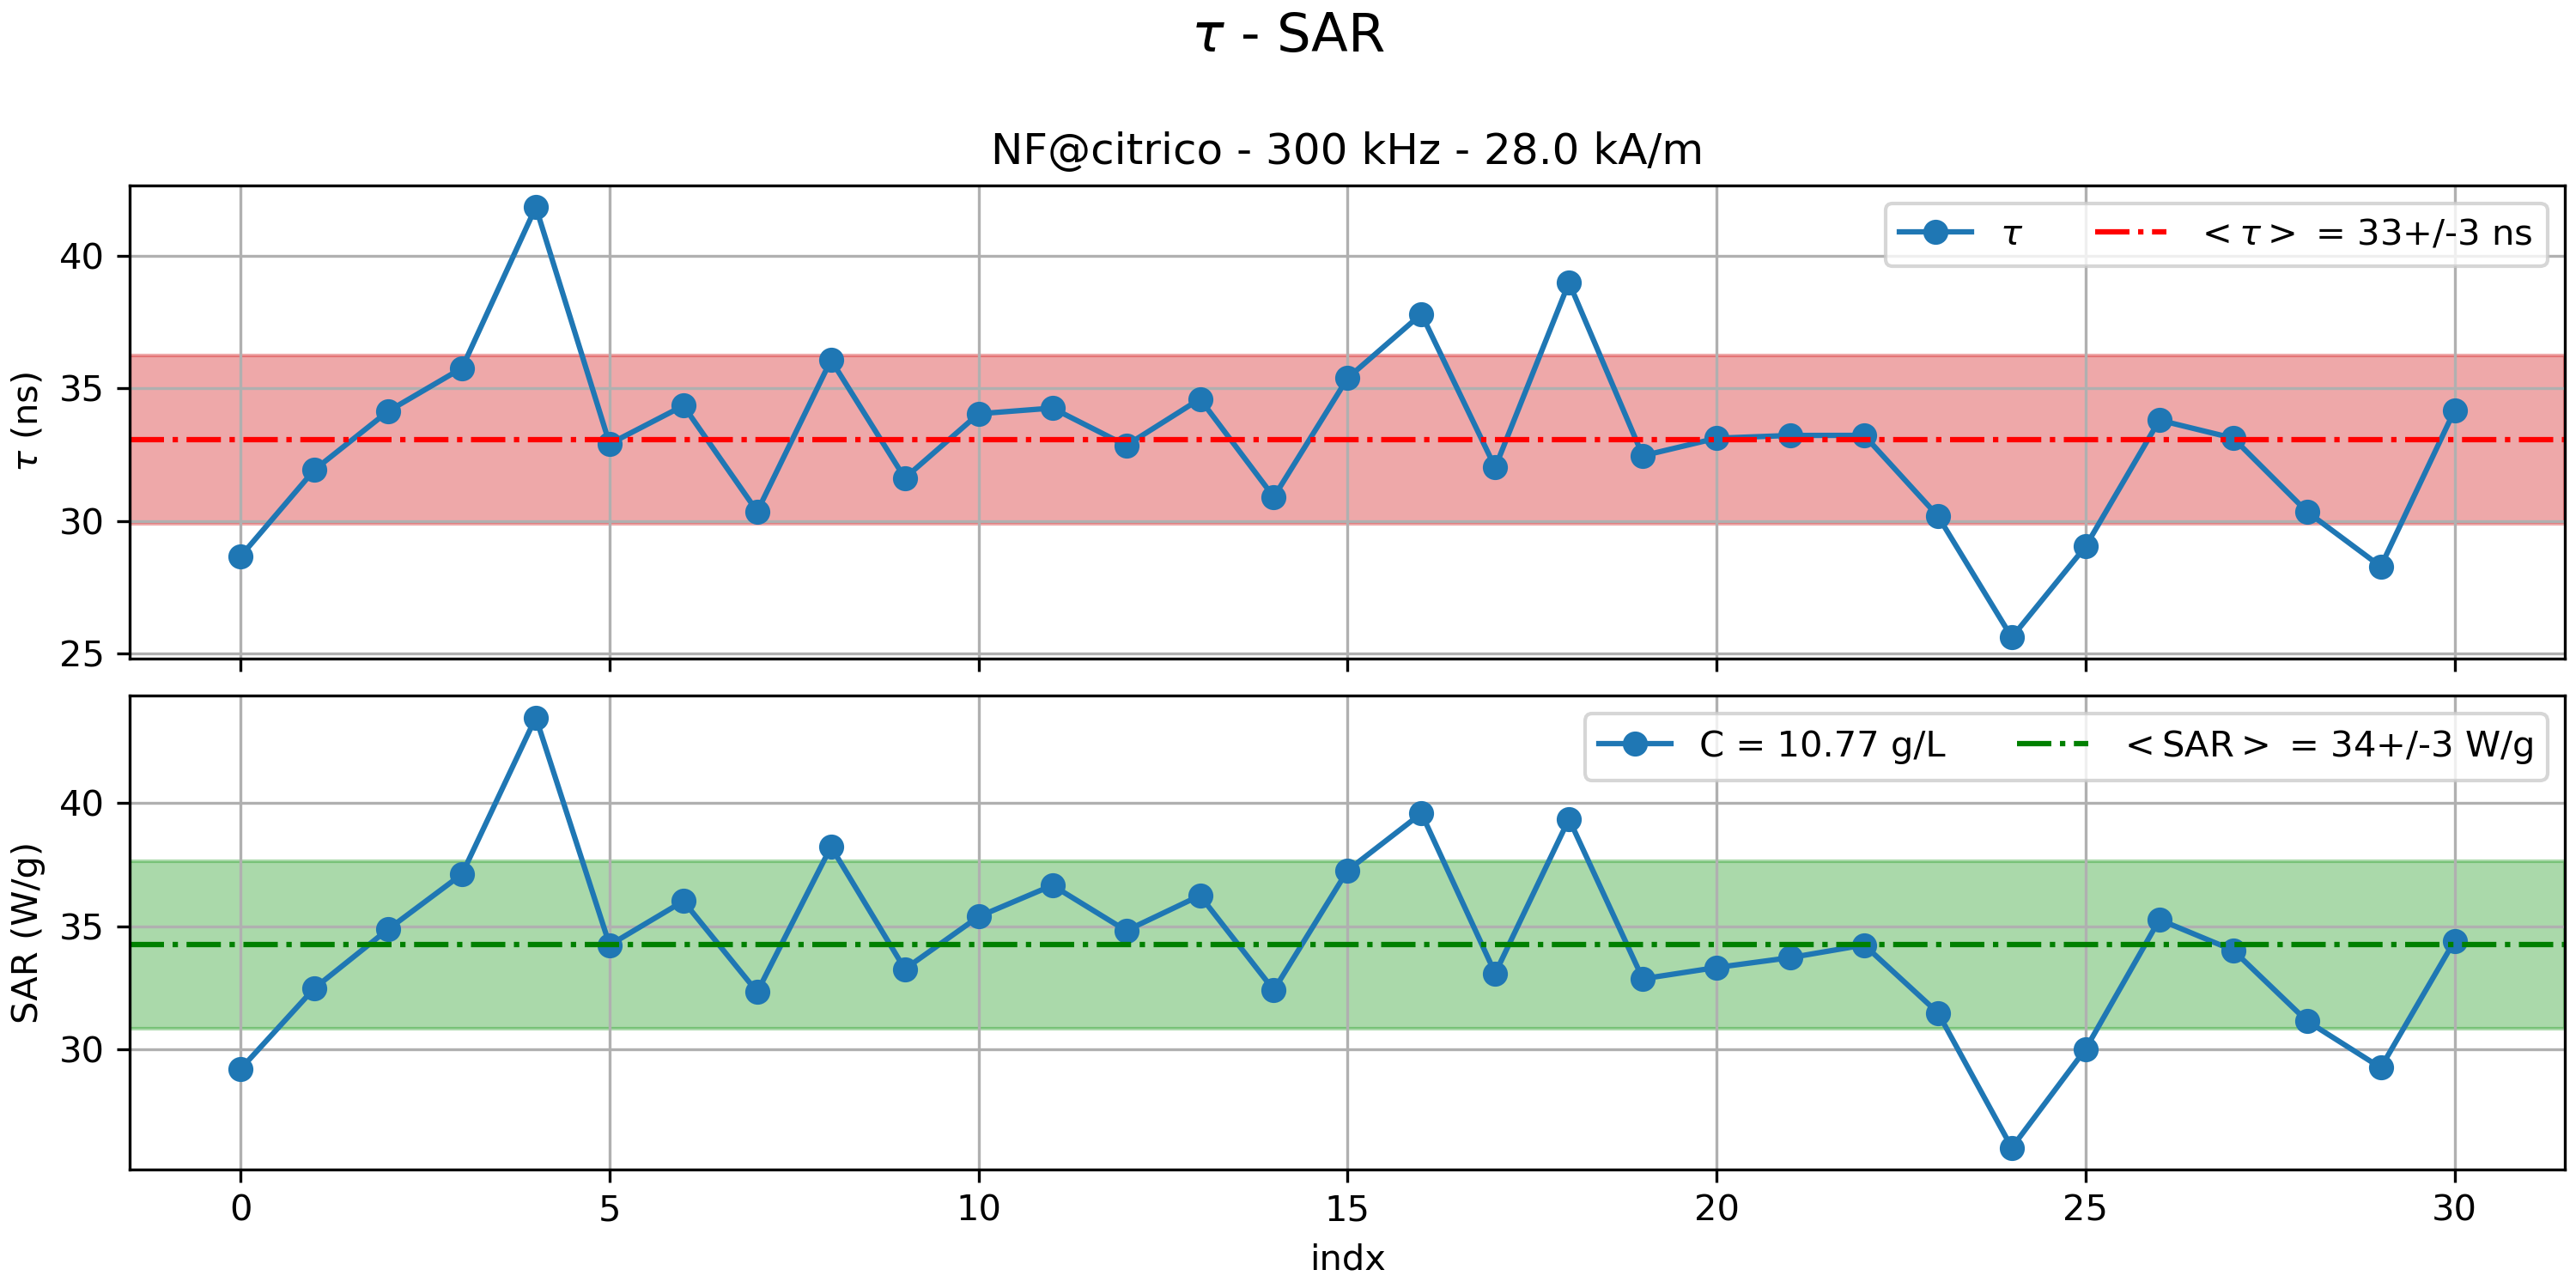 τ - SAR
NF@citrico - 300 kHz - 28.0 kA/m
τ
<τ> = 33+/-3 ns
40
35
30
25
τ (ns)
C = 10.77 g/L
<SAR> = 34+/-3 W/g
40
35
30
SAR (W/g)
0 5 10 15 20 25 30
indx